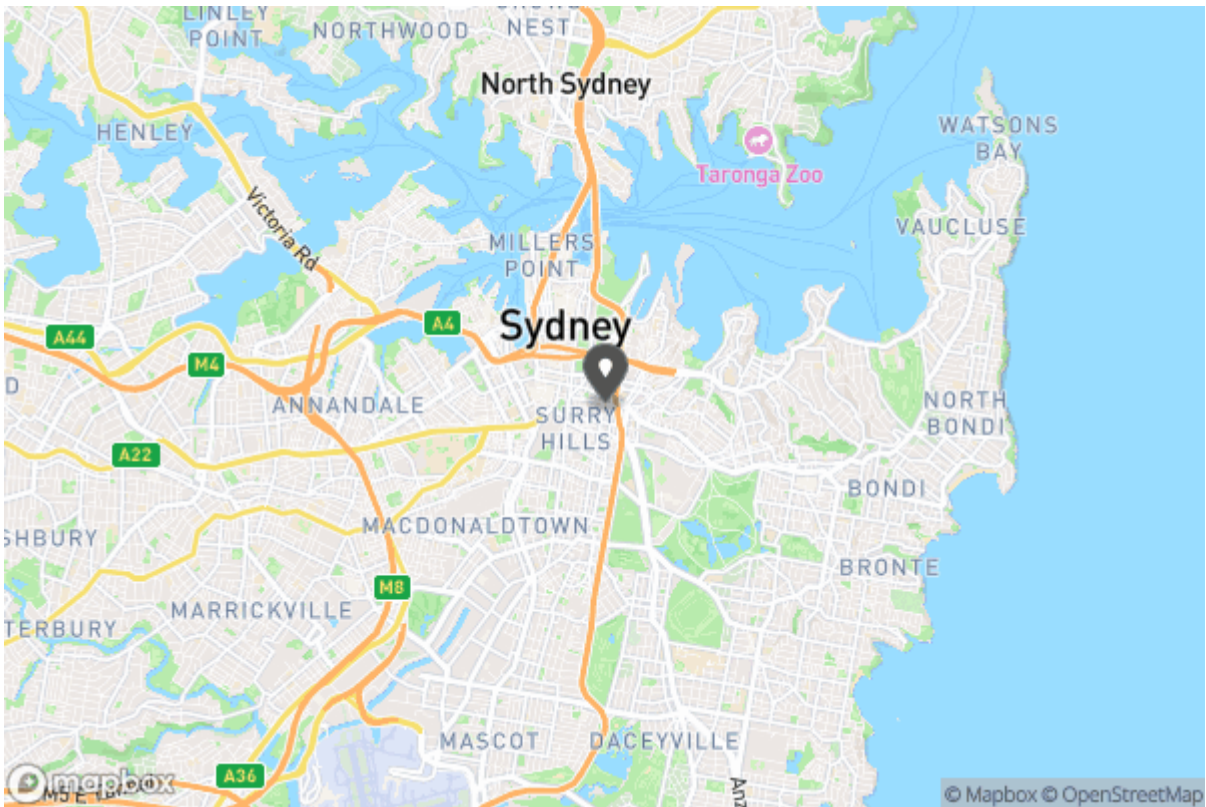 LINLEY
POINT
NORTHWOOD
NEST
North Sydney
HENLEY
WATSONS
BAY
Taronga Zoo
Victoria Rd
VAUCLUSE
MILLERS
POINT
A4
Sydney
A44
M4
D
ANNANDALE
SURRY
HILLS
NORTH
BONDI
A22
BONDI
SHBURY
MACDONALDTOWN
BRONTE
M8
MARRICKVILLE
TERBURY
MASCOT
DACEYVILLE
A36
mapbox
M5 E
Anz
© Mapbox © OpenStreetMap